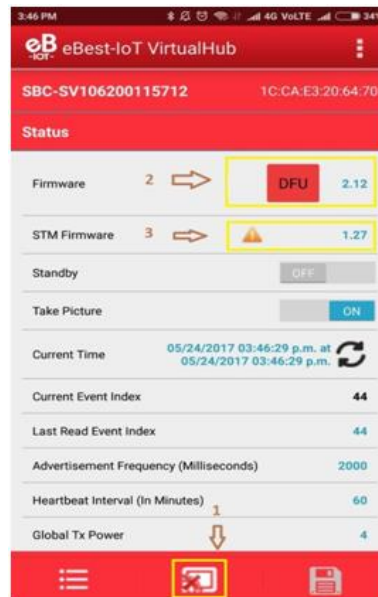 3:46 PM 4G VoLTE 34%
eB -IOT- eBest-IoT VirtualHub
SBC-SV106200115712 1C:CA:E3:20:64:70
Status
Firmware 2 DFU 2.12
STM Firmware 3 1.27
Standby OFF
Take Picture ON
Current Time 05/24/2017 03:46:29 p.m. at
05/24/2017 03:46:29 p.m.
Current Event Index 44
Last Read Event Index 44
Advertisement Frequency (Milliseconds) 2000
Heartbeat Interval (In Minutes) 60
1
Global Tx Power 4